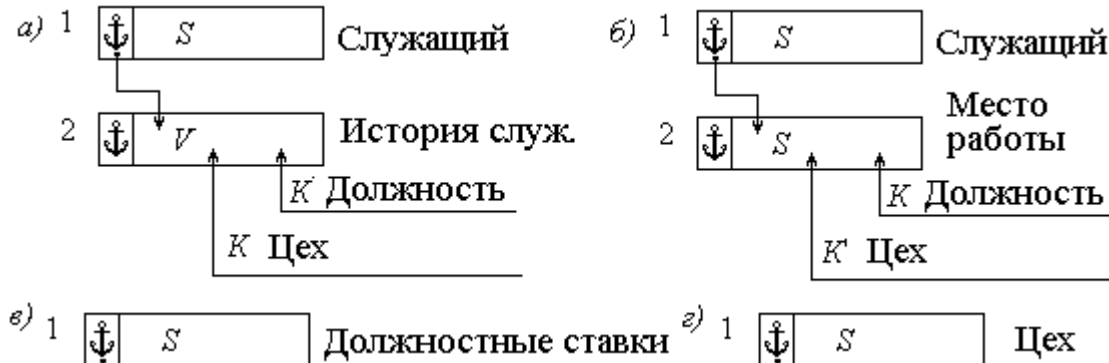 а) 1 S Служащий
2 V История служ.
K Должность
K Цех
б) 1 S Служащий
2 S Место работы
K Должность
K' Цех
в) 1 S Должностные ставки
г) 1 S Цех